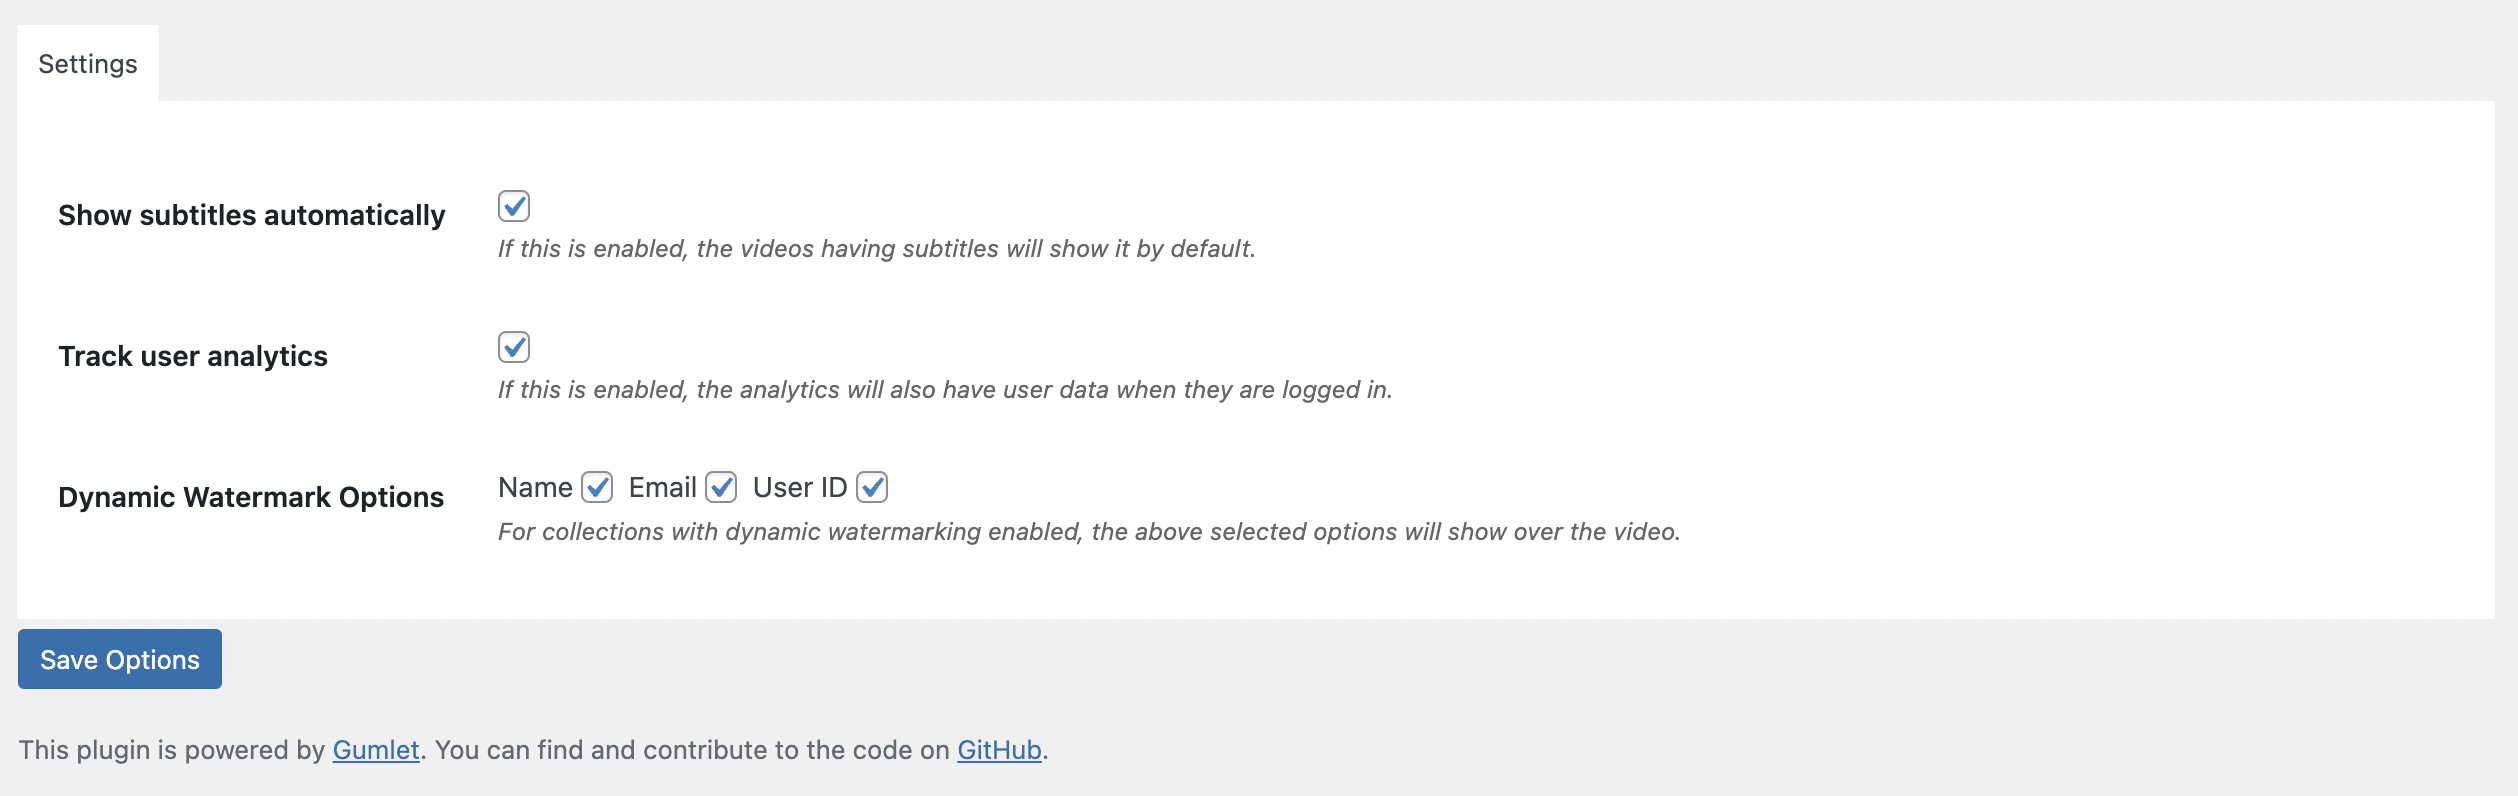 Settings
Show subtitles automatically
If this is enabled, the videos having subtitles will show it by default.
Track user analytics
If this is enabled, the analytics will also have user data when they are logged in.
Dynamic Watermark Options
Name Email User ID
For collections with dynamic watermarking enabled, the above selected options will show over the video.
Save Options
This plugin is powered by Gumlet. You can find and contribute to the code on GitHub.